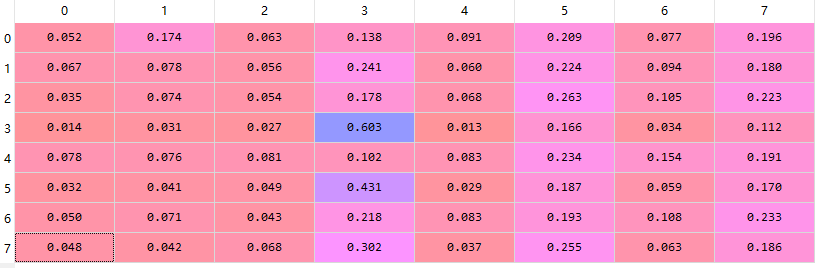 0 1 2 3 4 5 6 7
0 0.052 0.174 0.063 0.138 0.091 0.209 0.077 0.196
1 0.067 0.078 0.056 0.241 0.060 0.224 0.094 0.180
2 0.035 0.074 0.054 0.178 0.068 0.263 0.105 0.223
3 0.014 0.031 0.027 0.603 0.013 0.166 0.034 0.112
4 0.078 0.076 0.081 0.102 0.083 0.234 0.154 0.191
5 0.032 0.041 0.049 0.431 0.029 0.187 0.059 0.170
6 0.050 0.071 0.043 0.218 0.083 0.193 0.108 0.233
7 0.048 0.042 0.068 0.302 0.037 0.255 0.063 0.186